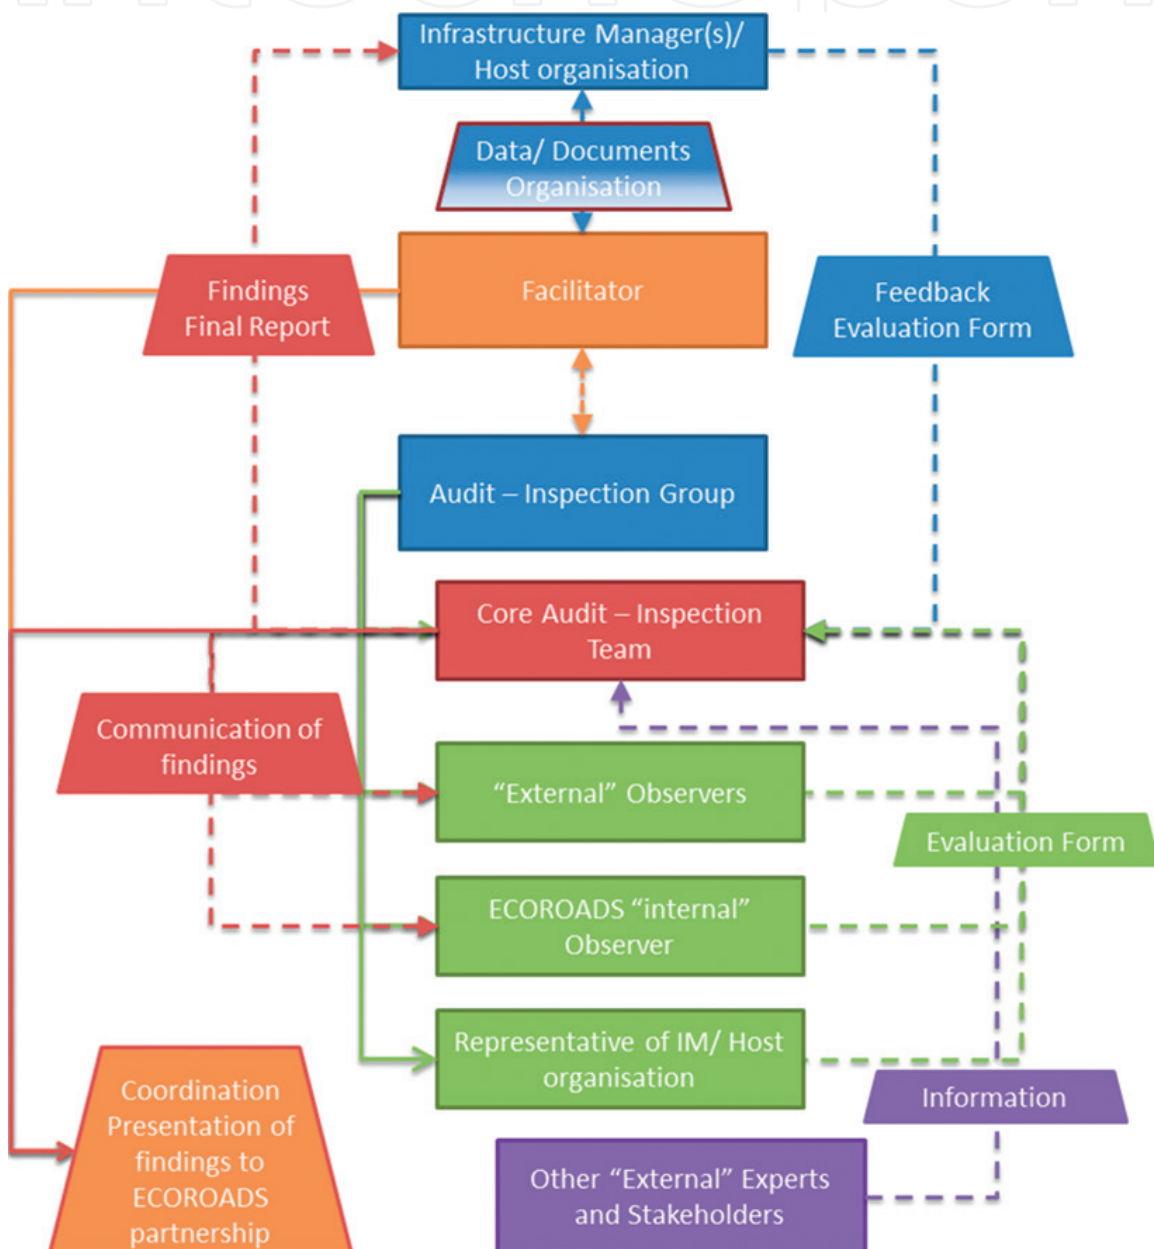 Infrastructure Manager(s)/
Host organisation
Data/ Documents
Organisation
Findings
Final Report
Facilitator
Feedback
Evaluation Form
Audit – Inspection Group
Core Audit – Inspection
Team
Communication of
findings
“External” Observers
Evaluation Form
ECOROADS “internal”
Observer
Representative of IM/ Host
organisation
Coordination
Presentation of
findings to
ECOROADS
partnership
Information
Other “External” Experts
and Stakeholders